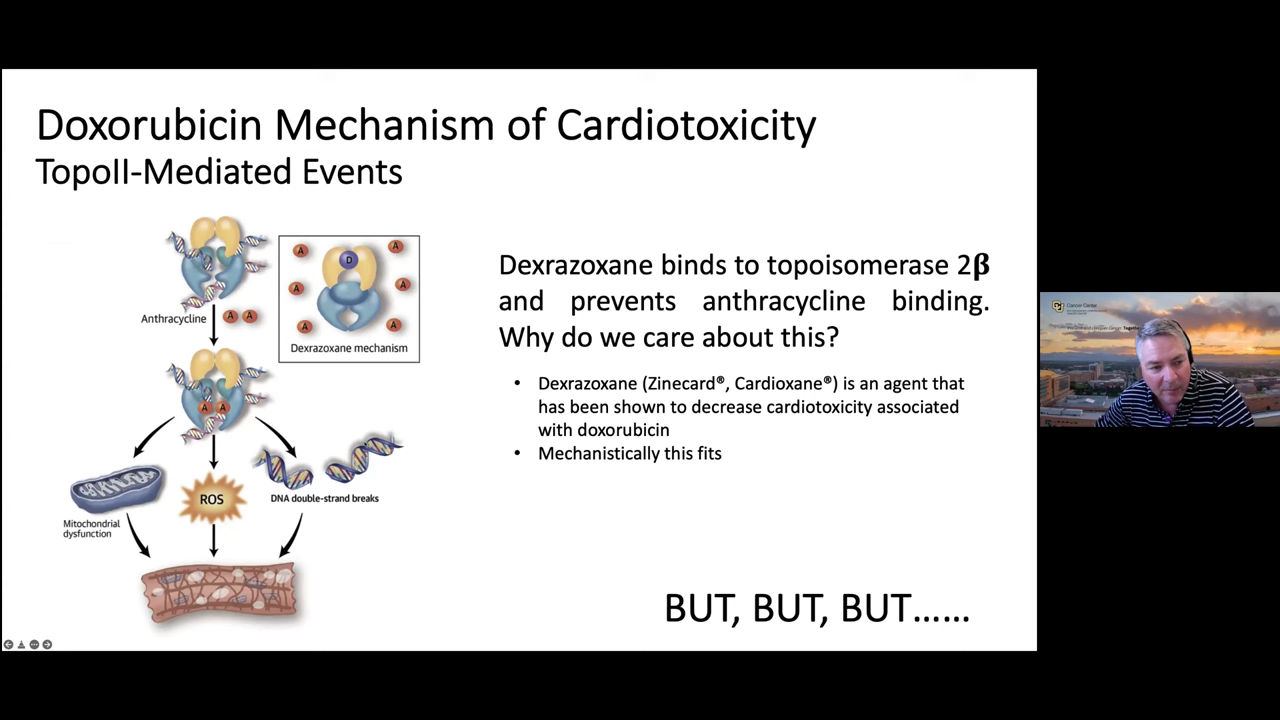 Doxorubicin Mechanism of Cardiotoxicity
TopoII-Mediated Events
A
A
D
A
A
A
A
Anthracycline
A A
Dexrazoxane mechanism
A A
ROS
DNA double-strand breaks
Mitochondrial
dysfunction
Dexrazoxane binds to topoisomerase 2β
and prevents anthracycline binding.
Why do we care about this?
• Dexrazoxane (Zinecard®, Cardioxane®) is an agent that
has been shown to decrease cardiotoxicity associated
with doxorubicin
• Mechanistically this fits
BUT, BUT, BUT……
Cancer Center